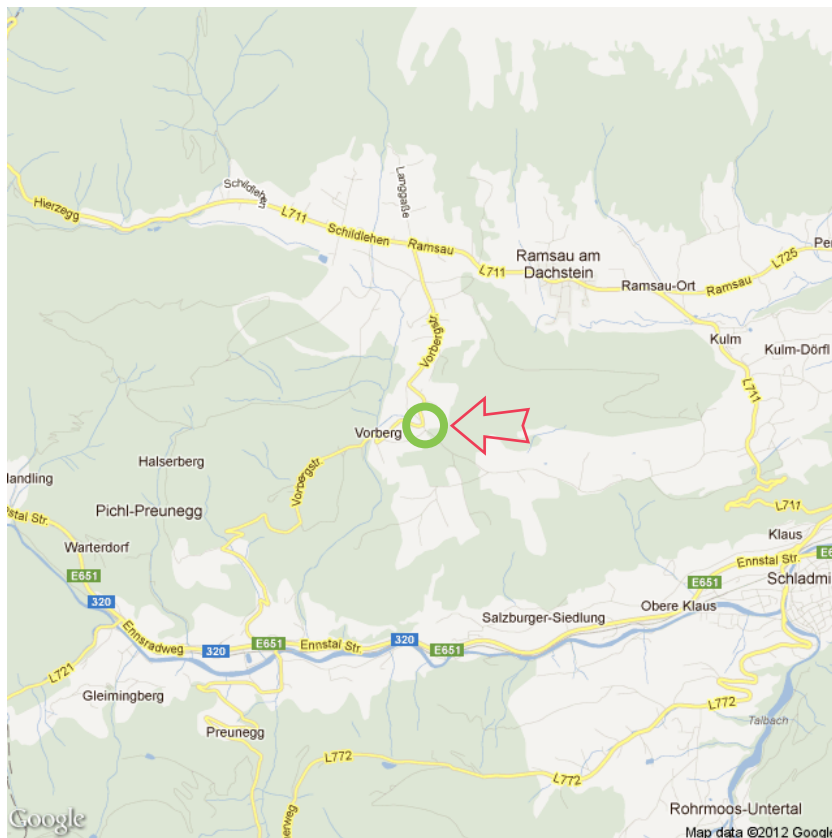 Hierzegg
Schildlehen
L711
Schildlehen
Langgaße
Ramsau
L711
Ramsau am
Dachstein
Ramsau-Ort
Ramsau
L725
Kulm
Kulm-Dörfl
L711
Vorbergstr.
Vorberg
Vorbergstr.
Halserberg
Pichl-Preunegg
Warterdorf
E651
320
Ennsradweg
320
E651
Ennstal Str.
320
E651
Salzburger-Siedlung
Obere Klaus
E651
Ennstal Str.
Klaus
L711
L721
Gleimingberg
Preunegg
L772
L772
L772
Talbach
Rohrmoos-Untertal
Google
Map data ©2012 Google